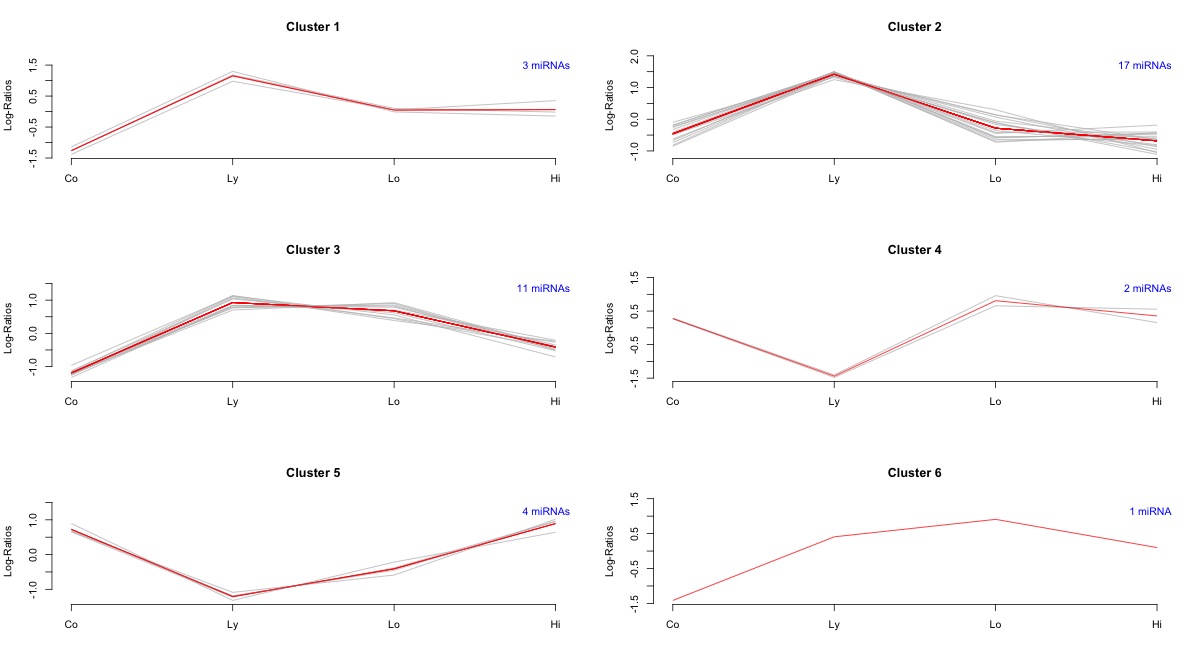 Cluster 1
3 miRNAs
Log-Ratios
1.5
0.5
-0.5
-1.5
Co Ly Lo Hi
Cluster 2
17 miRNAs
Log-Ratios
2.0
1.0
0.0
-1.0
Co Ly Lo Hi
Cluster 3
11 miRNAs
Log-Ratios
1.0
0.0
-1.0
Co Ly Lo Hi
Cluster 4
2 miRNAs
Log-Ratios
1.5
0.5
-0.5
-1.5
Co Ly Lo Hi
Cluster 5
4 miRNAs
Log-Ratios
1.0
0.0
-1.0
Co Ly Lo Hi
Cluster 6
1 miRNA
Log-Ratios
1.5
0.5
-0.5
-1.5
Co Ly Lo Hi